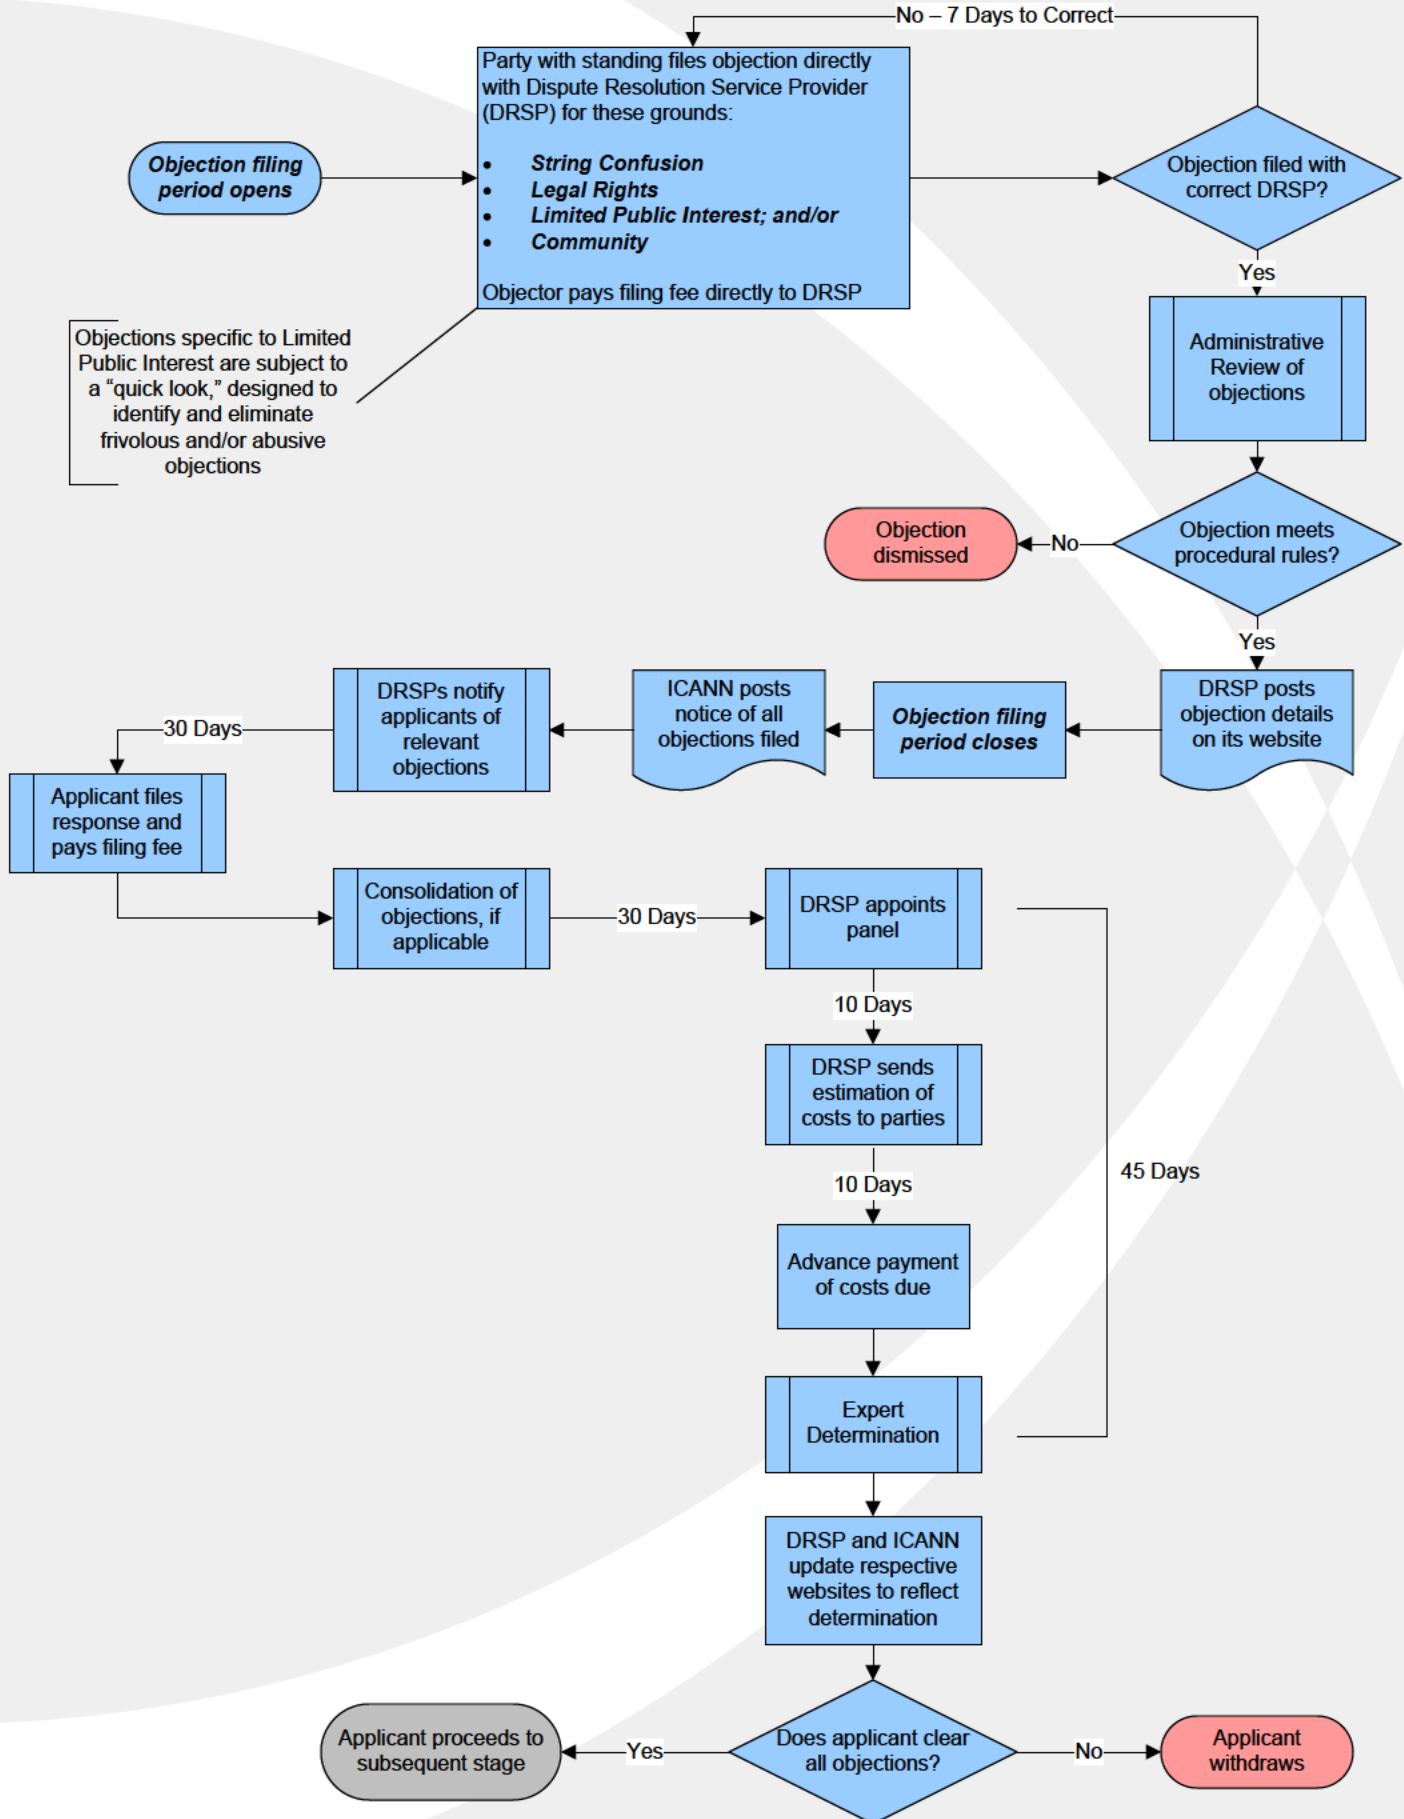 No – 7 Days to Correct
Party with standing files objection directly
with Dispute Resolution Service Provider
(DRSP) for these grounds:
• String Confusion
• Legal Rights
• Limited Public Interest; and/or
• Community
Objector pays filing fee directly to DRSP
Objection filing
period opens
Objection filed with
correct DRSP?
Yes
Objections specific to Limited
Public Interest are subject to
a “quick look,” designed to
identify and eliminate
frivolous and/or abusive
objections
Administrative
Review of
objections
Objection meets
procedural rules?
No
Objection
dismissed
Yes
DRSP posts
objection details
on its website
Objection filing
period closes
ICANN posts
notice of all
objections filed
DRSPs notify
applicants of
relevant
objections
30 Days
Applicant files
response and
pays filing fee
Consolidation of
objections, if
applicable
30 Days
DRSP appoints
panel
10 Days
DRSP sends
estimation of
costs to parties
10 Days
45 Days
Advance payment
of costs due
Expert
Determination
DRSP and ICANN
update respective
websites to reflect
determination
Does applicant clear
all objections?
Yes
Applicant proceeds to
subsequent stage
No
Applicant
withdraws